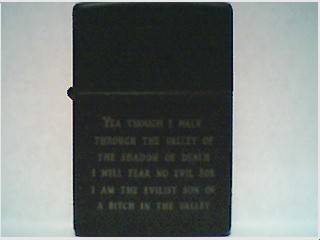 YEA THOUGH I WALK
THROUGH THE VALLEY OF
THE SHADOW OF DEATH
I WILL FEAR NO EVIL FOR
I AM THE EVILIST SON OF
A BITCH IN THE VALLEY